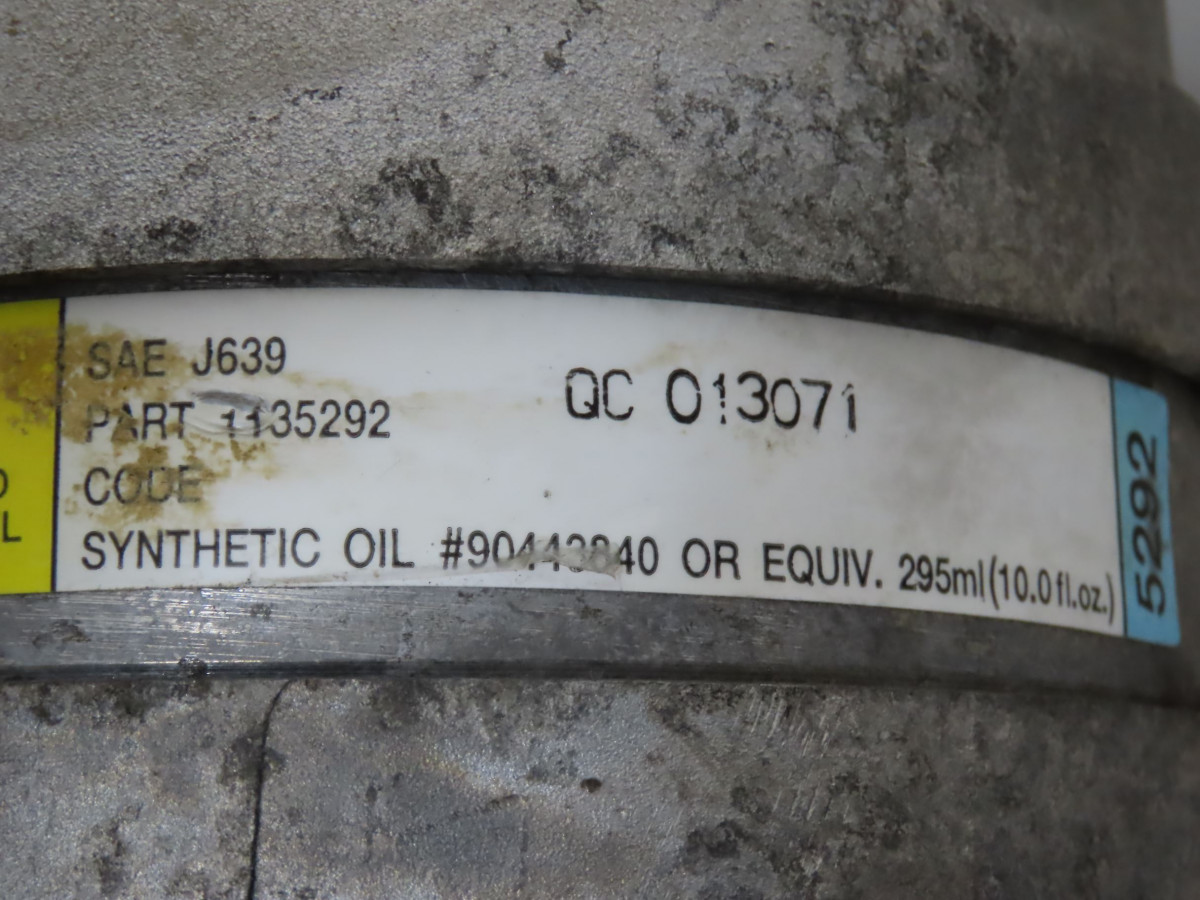 SAE J639
PART 1135292
QC 013071
CODE
SYNTHETIC OIL #90443840 OR EQUIV. 295ml(10.0fl.oz.)
5292
L